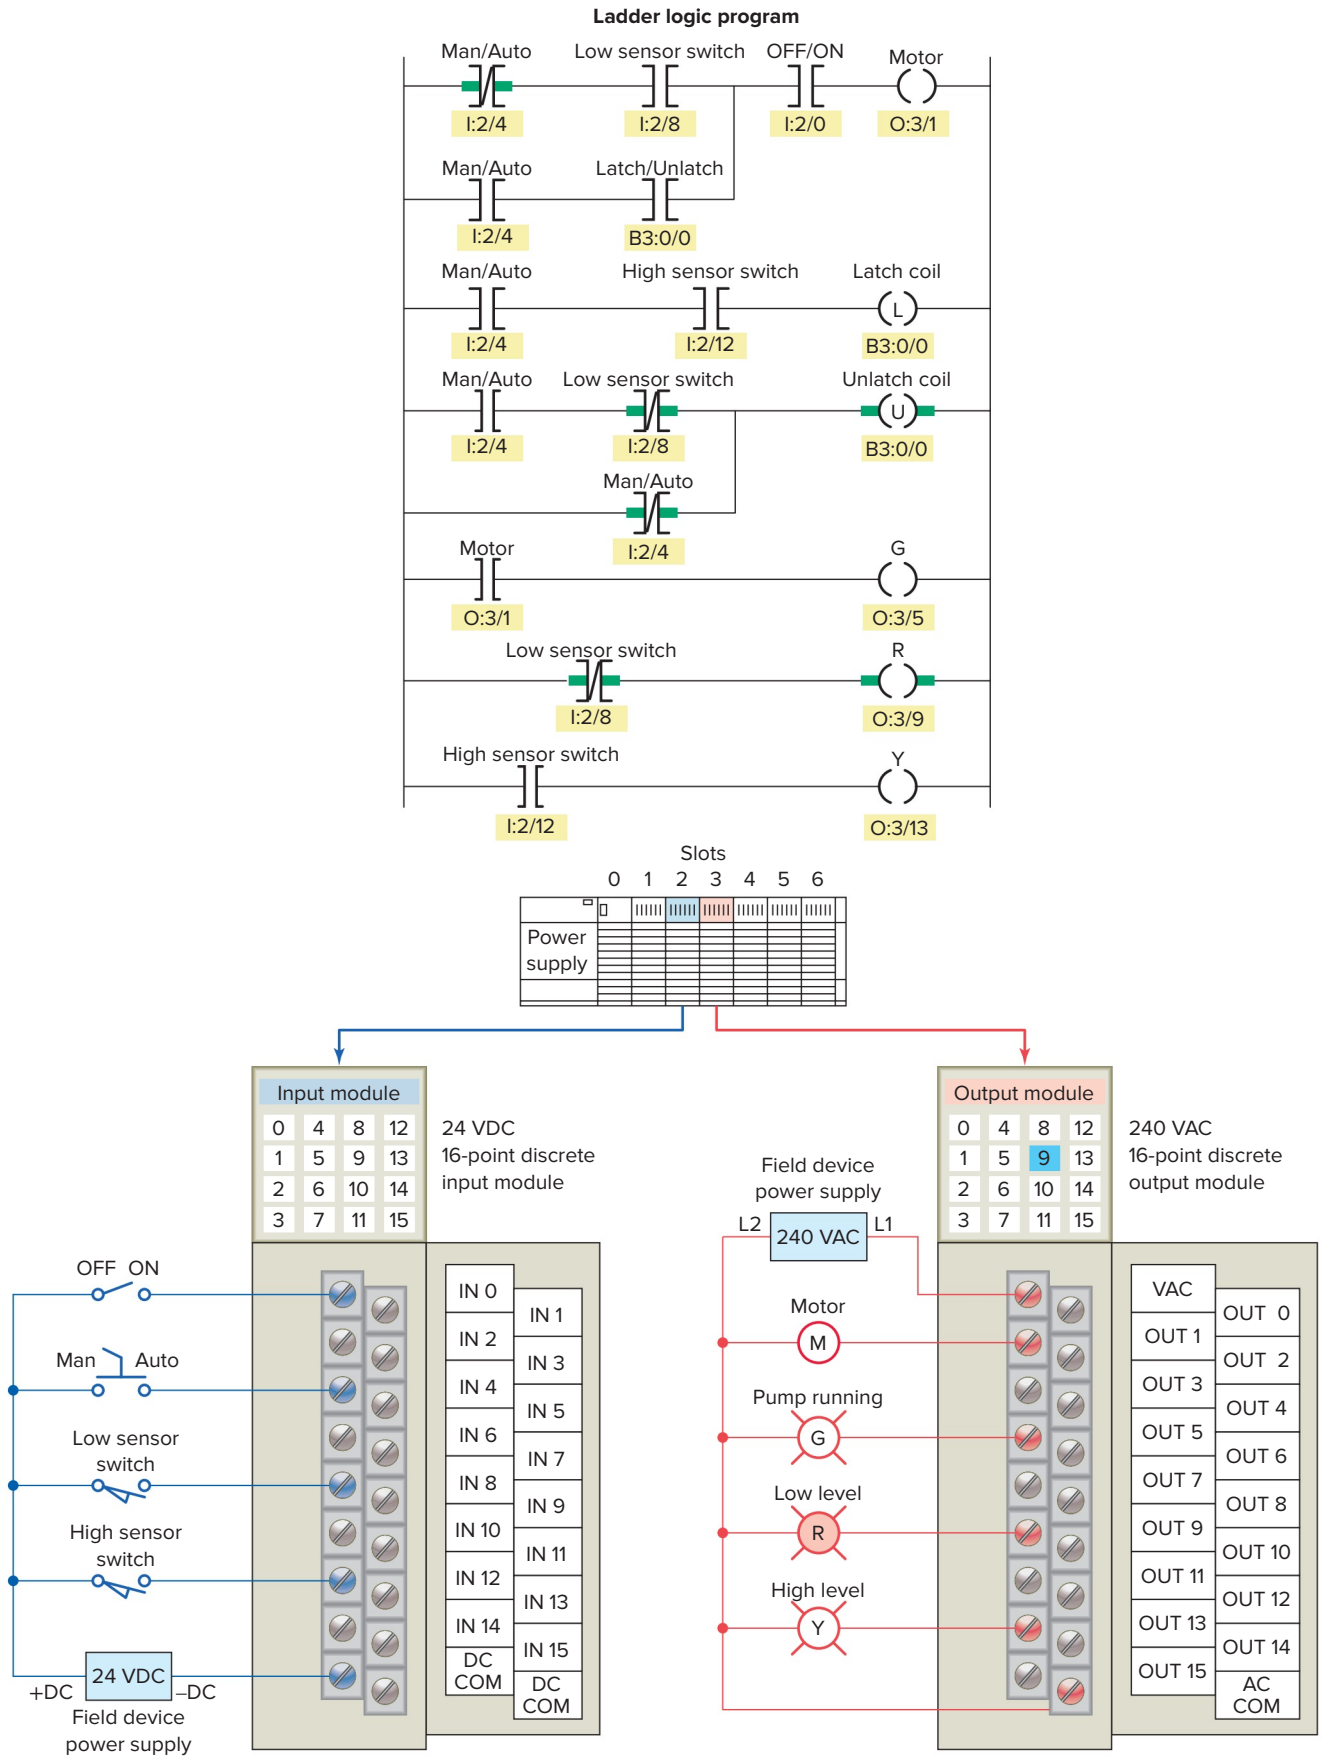 Ladder logic program
Man/Auto Low sensor switch OFF/ON Motor
I:2/4 I:2/8 I:2/0 O:3/1
Man/Auto Latch/Unlatch
I:2/4 B3:0/0
Man/Auto High sensor switch Latch coil
L
I:2/4 I:2/12 B3:0/0
Man/Auto Low sensor switch Unlatch coil
U
I:2/4 I:2/8 B3:0/0
Man/Auto
I:2/4
Motor G
O:3/1 O:3/5
Low sensor switch R
I:2/8 O:3/9
High sensor switch Y
I:2/12 O:3/13
Slots
0 1 2 3 4 5 6
Power
supply
Input module
0 4 8 12
1 5 9 13
2 6 10 14
3 7 11 15
24 VDC
16-point discrete
input module
OFF ON
Man Auto
Low sensor
switch
High sensor
switch
24 VDC
+DC –DC
Field device
power supply
IN 0
IN 1
IN 2
IN 3
IN 4
IN 5
IN 6
IN 7
IN 8
IN 9
IN 10
IN 11
IN 12
IN 13
IN 14
IN 15
DC
COM
DC
COM
Output module
0 4 8 12
1 5 9 13
2 6 10 14
3 7 11 15
240 VAC
16-point discrete
output module
Field device
power supply
L2 240 VAC L1
Motor
M
Pump running
G
Low level
R
High level
Y
VAC
OUT 0
OUT 1
OUT 2
OUT 3
OUT 4
OUT 5
OUT 6
OUT 7
OUT 8
OUT 9
OUT 10
OUT 11
OUT 12
OUT 13
OUT 14
OUT 15
AC
COM